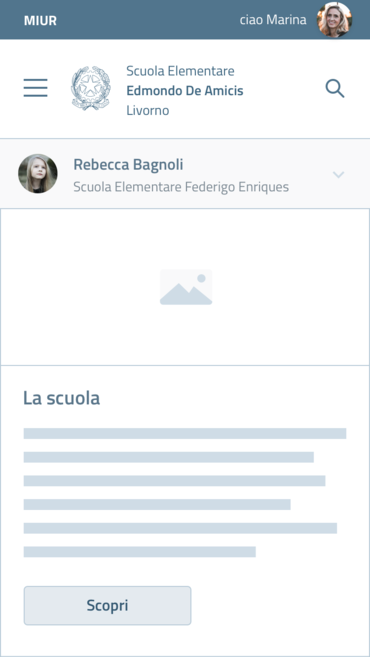 MIUR
ciao Marina
Scuola Elementare
Edmondo De Amicis
Livorno
Rebecca Bagnoli
Scuola Elementare Federigo Enriques
La scuola
Scopri